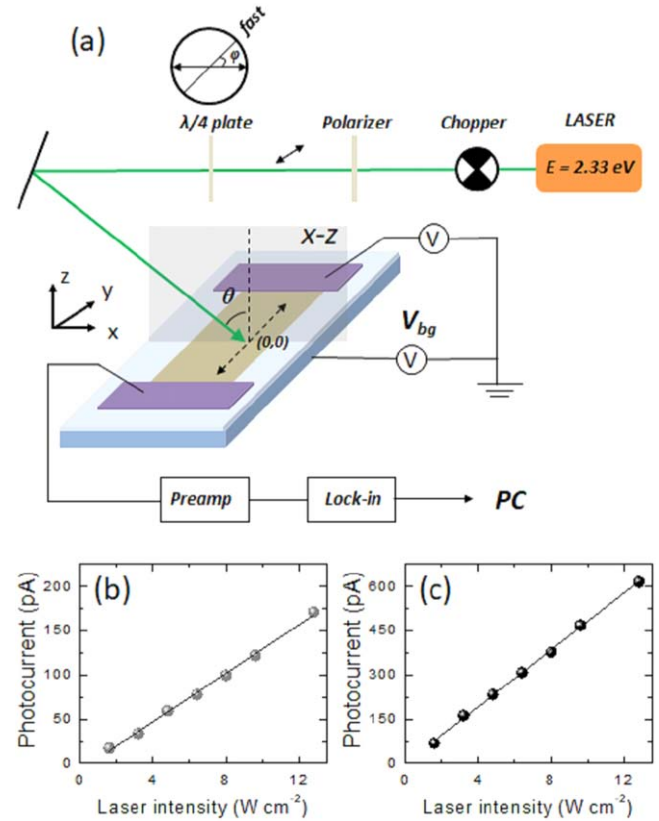 (a)
fast
φ
λ/4 plate
Polarizer
Chopper
LASER
E = 2.33 eV
x-z
z
y
x
θ
(0,0)
V
V_bg
V
Preamp
Lock-in
PC
(b)
Photocurrent (pA)
200
150
100
50
0
0 4 8 12
Laser intensity (W cm⁻²)
(c)
Photocurrent (pA)
600
450
300
150
0
0 4 8 12
Laser intensity (W cm⁻²)